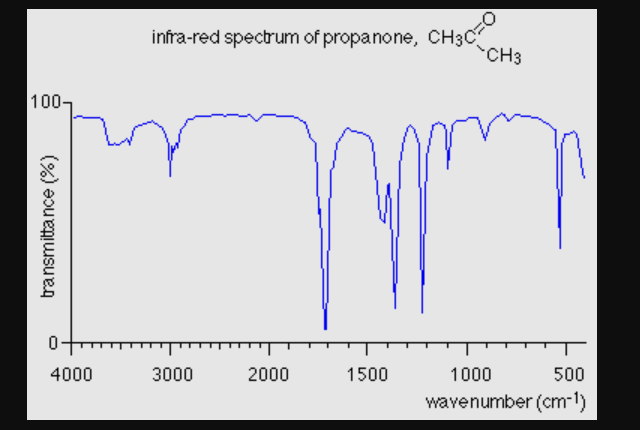 infra-red spectrum of propanone, CH3C
O
CH3
100
transmittance (%)
0
4000 3000 2000 1500 1000 500
wavenumber (cm-1)